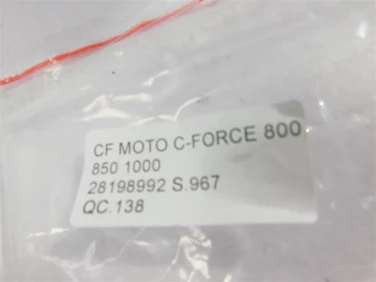 CF MOTO C-FORCE 800
850 1000
28198992 S.967
QC.138